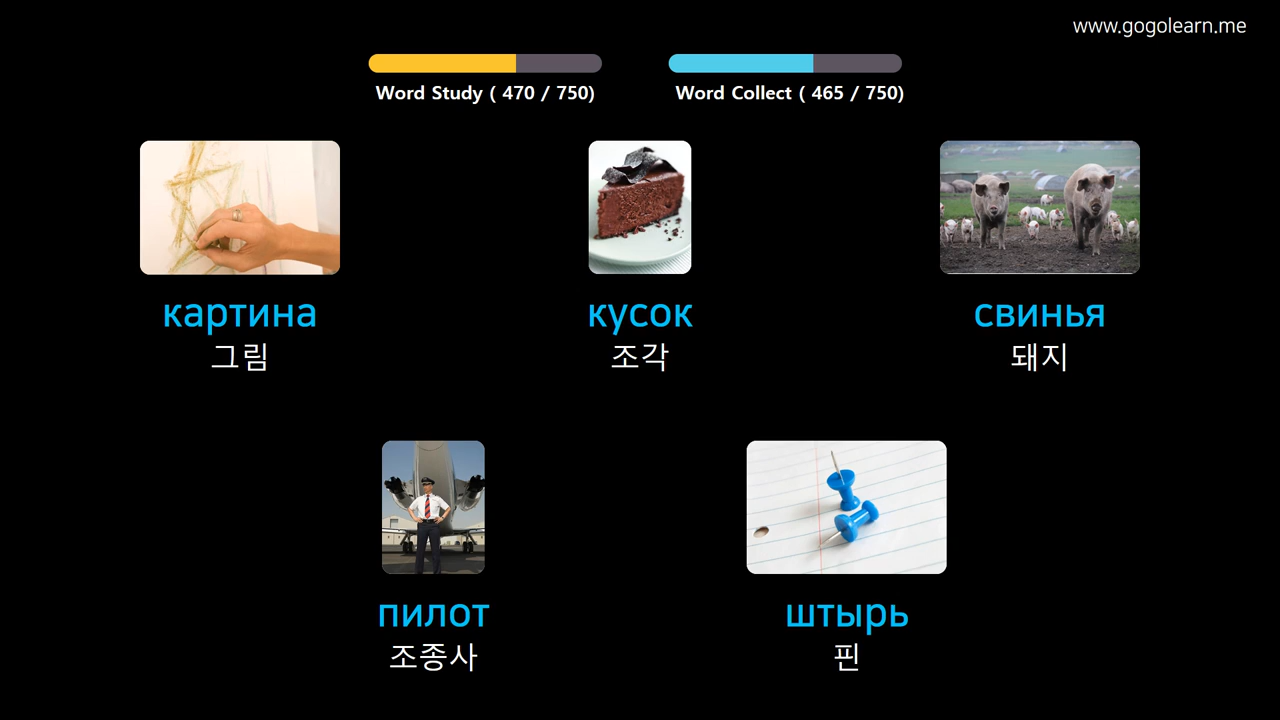 www.gogolearn.me
Word Study ( 470 / 750)
Word Collect ( 465 / 750)
картина
그림
кусок
조각
свинья
돼지
пилот
조종사
штырь
핀